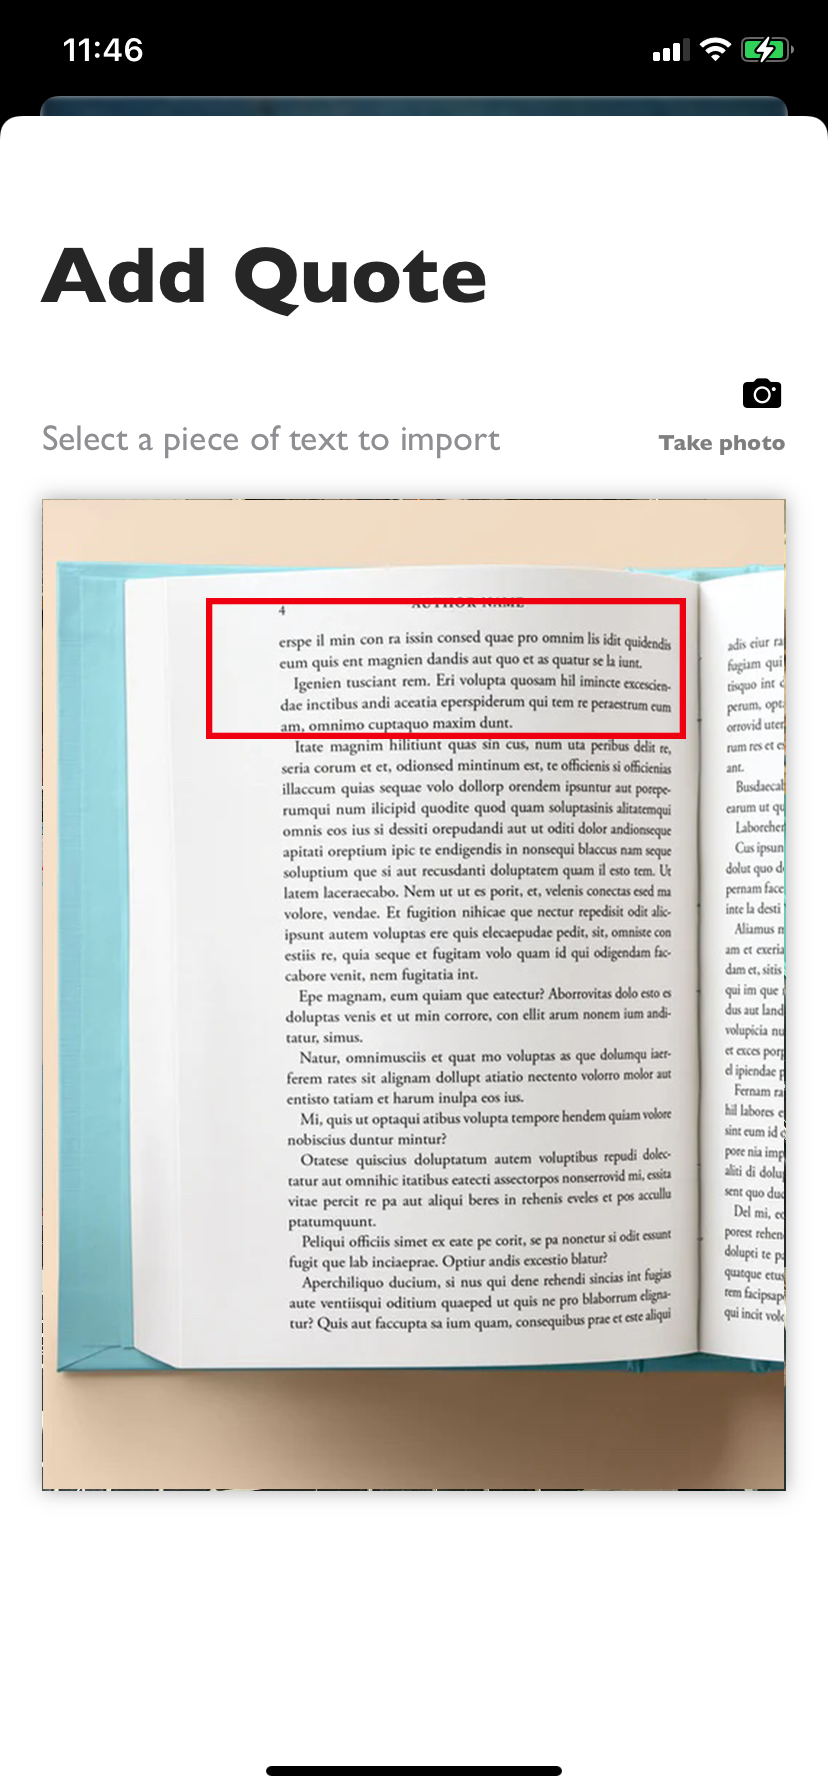 11:46
Add Quote
Select a piece of text to import
Take photo
4
AUTHOR NAME
erspe il min con ra issin consed quae pro omnim lis idit quidendis
eum quis ent magnien dandis aut quo et as quatur se la iunt.
Igenien tusciant rem. Eri volupta quosam hil imincte excescien-
dae inctibus andi aceatia eperspiderum qui tem re peraestrum eum
am, omnimo cuptaquo maxim dunt.
Itate magnim hilitiunt quas sin cus, num uta peribus delit re,
seria corum et et, odionsed mintinum est, te officienis si officienias
illaccum quias sequae volo dollorp orendem ipsuntur aut porepe-
rumqui num ilicipid quodite quod quam soluptasinis alitatemqui
omnis eos ius si dessiti orepudandi aut ut oditi dolor andionseque
apitati oreptium ipic te endigendis in nonsequi blaccus nam seque
soluptium que si aut recusdanti doluptatem quam il esto tem. Ut
latem laceraecabo. Nem ut ut es porit, et, velenis conectas esed ma
volore, vendae. Et fugition nihicae que nectur repedisit odit alic-
ipsunt autem voluptas ere quis elecaepudae pedit, sit, omniste con
estiis re, quia seque et fugitam volo quam id qui odigendam fac-
cabore venit, nem fugitatia int.
Epe magnam, eum quiam que eatectur? Aborrovitas dolo esto es
doluptas venis et ut min corrore, con ellit arum nonem ium andi-
tatur, simus.
Natur, omnimusciis et quat mo voluptas as que dolumqu iaer-
ferem rates sit alignam dollupt atiatio nectento volorro molor aut
entisto tatiam et harum inulpa eos ius.
Mi, quis ut optaqui atibus volupta tempore hendem quiam volore
nobiscius duntur mintur?
Otatese quiscius doluptatum autem voluptibus repudi dolec-
tatur aut omnihic itatibus eatecti assectorpos nonserrovid mi, essita
vitae percit re pa aut aliqui beres in rehenis eveles et pos accullu
ptatumquunt.
Peliqui officiis simet ex eate pe corit, se pa nonetur si odit essunt
fugit que lab inciaeprae. Optiur andis excestio blatur?
Aperchiliquo ducium, si nus qui dene rehendi sincias int fugias
aute ventiisqui oditium quaeped ut quis ne pro blaborrum eligna-
tur? Quis aut faccupta sa ium quam, consequibus prae et este aliqui
adis eiur
fugiam qui
tisquo int
perum,
orrovid
rum res et
ant.
earum ut
Cus ipsun
dolut quo
pernam
inte la desti
Aliamus
am et exeria
dam et, sitis
qui im que
dus aut land
volupicia
et exces
el ipiendae
Fernam
hil labores
sint eum id
pore nia
aliti di
sent quo
Del mi,
porest
dolupti te
quatque
rem
qui incit